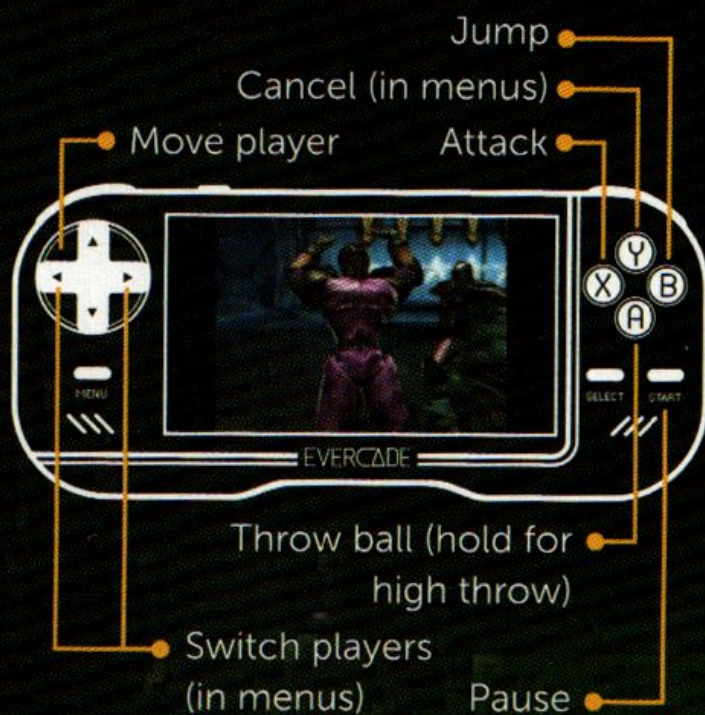 Jump
Cancel (in menus)
Move player
Attack
Y
X
B
A
MENU
SELECT
START
EVERCADE
Throw ball (hold for
high throw)
Switch players
(in menus)
Pause